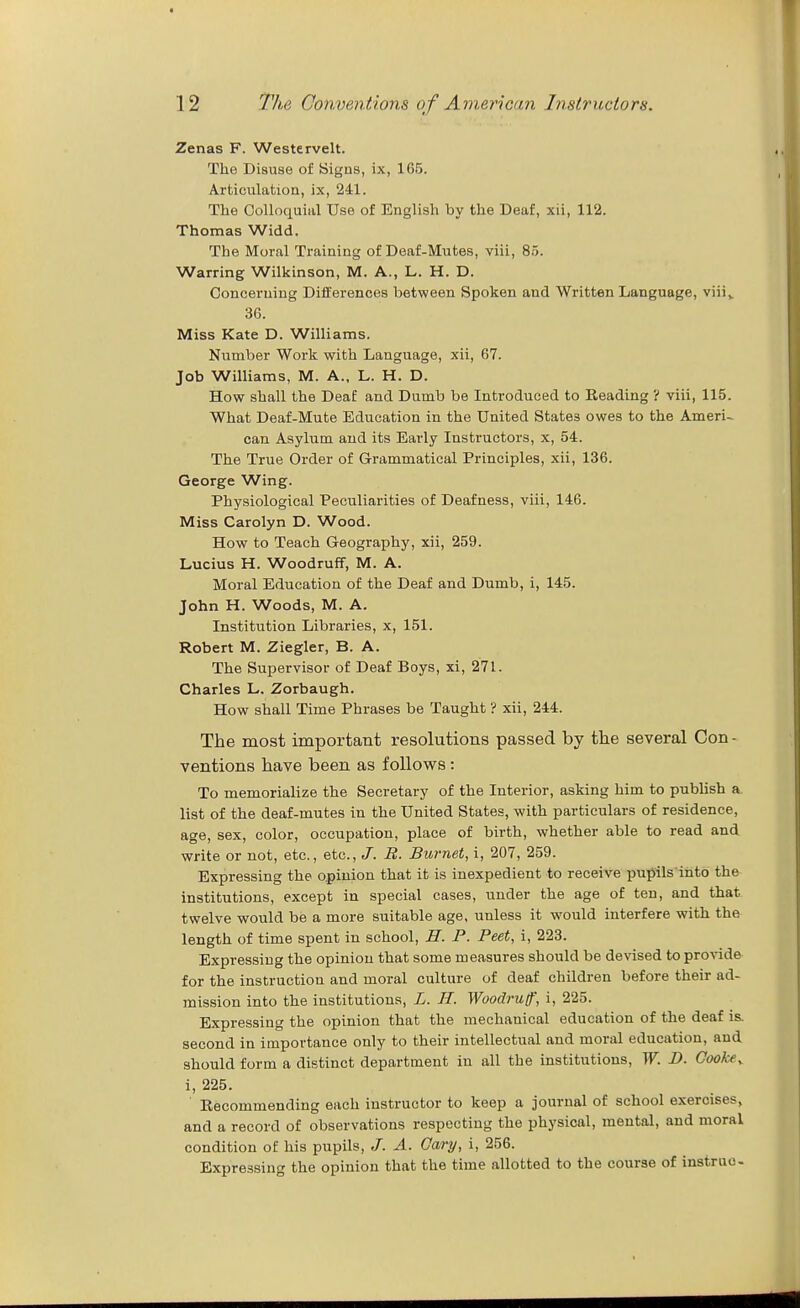 12 The Conventions of American Instructors.
Zenas F. Westervelt.
The Disuse of Signs, ix, 165.
Articulation, ix, 241.
The Colloquial Use of English by the Deaf, xii, 112.
Thomas Widd.
The Moral Training of Deaf-Mutes, viii, 85.
Warring Wilkinson, M. A., L. H. D.
Concerning Differences between Spoken and Written Language, viii,
36.
Miss Kate D. Williams.
Number Work with Language, xii, 67.
Job Williams, M. A., L. H. D.
How shall the Deaf and Dumb be Introduced to Reading? viii, 115.
What Deaf-Mute Education in the United States owes to the Ameri-
can Asylum and its Early Instructors, x, 54.
The True Order of Grammatical Principles, xii, 136.
George Wing.
Physiological Peculiarities of Deafness, viii, 146.
Miss Carolyn D. Wood.
How to Teach Geography, xii, 259.
Lucius H. Woodruff, M. A.
Moral Education of the Deaf and Dumb, i, 145.
John H. Woods, M. A.
Institution Libraries, x, 151.
Robert M. Ziegler, B. A.
The Supervisor of Deaf Boys, xi, 271.
Charles L. Zorbaugh.
How shall Time Phrases be Taught? xii, 244.
The most important resolutions passed by the several Con-
ventions have been as follows:
To memorialize the Secretary of the Interior, asking him to publish a
list of the deaf-mutes in the United States, with particulars of residence,
age, sex, color, occupation, place of birth, whether able to read and
write or not, etc., etc., J. R. Burnet, i, 207, 259.
Expressing the opinion that it is inexpedient to receive pupils into the
institutions, except in special cases, under the age of ten, and that
twelve would be a more suitable age, unless it would interfere with the
length of time spent in school, H. P. Peet, i, 223.
Expressing the opinion that some measures should be devised to provide
for the instruction and moral culture of deaf children before their ad-
mission into the institutions, L. H. Woodruff, i, 225.
Expressing the opinion that the mechanical education of the deaf is
second in importance only to their intellectual and moral education, and
should form a distinct department in all the institutions, W. D. Cooke,
i, 225.
Recommending each instructor to keep a journal of school exercises,
and a record of observations respecting the physical, mental, and moral
condition of his pupils, J. A. Cary, i, 256.
Expressing the opinion that the time allotted to the course of instruc-